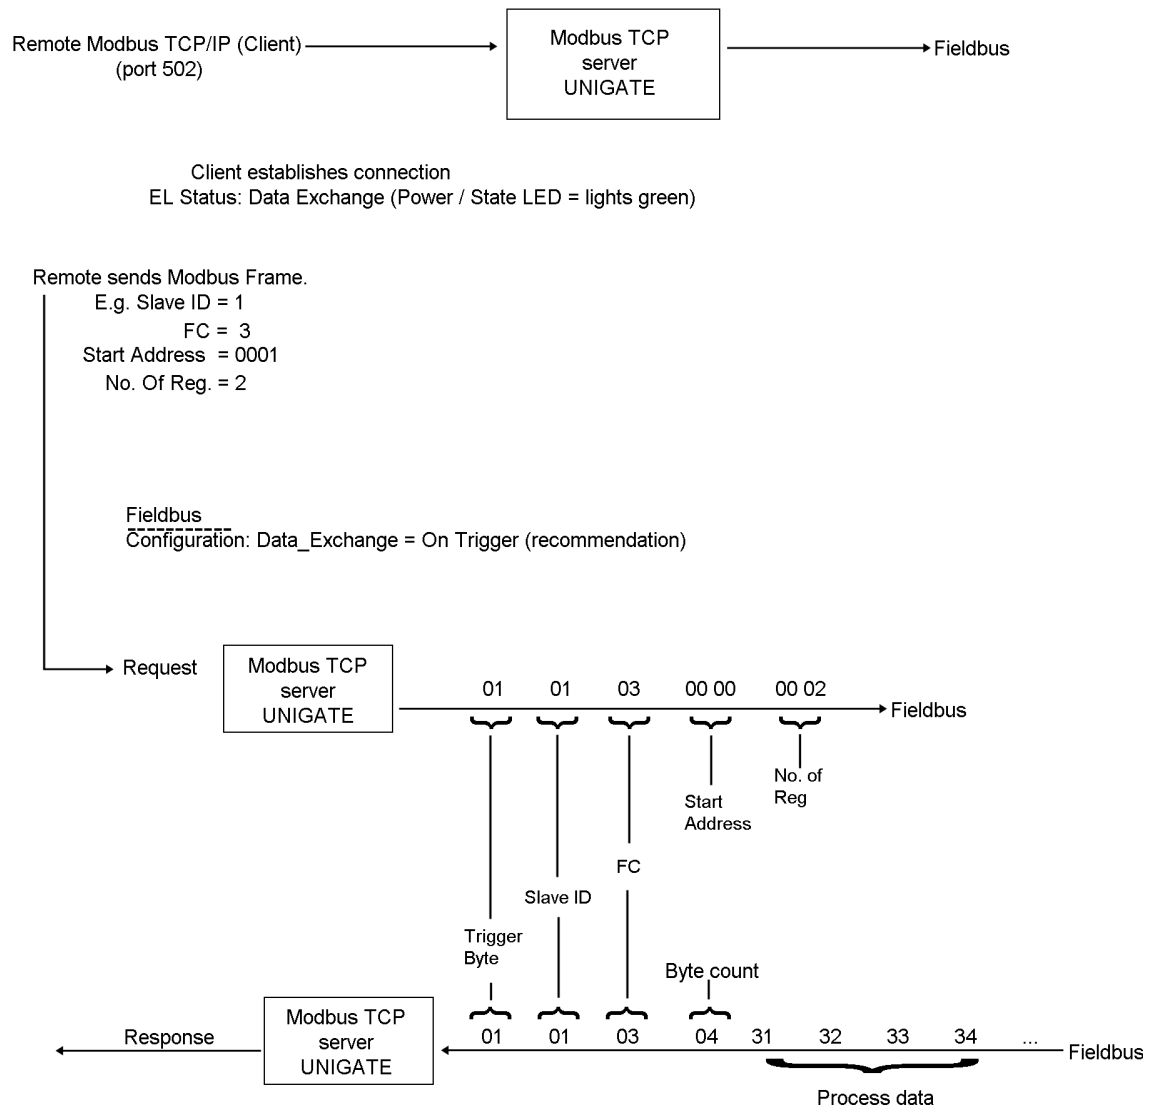 Remote Modbus TCP/IP (Client)
(port 502)
Modbus TCP
server
UNIGATE
Fieldbus
Client establishes connection
EL Status: Data Exchange (Power / State LED = lights green)
Remote sends Modbus Frame.
E.g. Slave ID = 1
FC = 3
Start Address = 0001
No. Of Reg. = 2
Fieldbus
Configuration: Data_Exchange = On Trigger (recommendation)
Request
Modbus TCP
server
UNIGATE
01 01 03 00 00 00 02
Fieldbus
No. of
Reg
Start
Address
FC
Slave ID
Trigger
Byte
Byte count
Response
Modbus TCP
server
UNIGATE
01 01 03 04 31 32 33 34 ...
Fieldbus
Process data